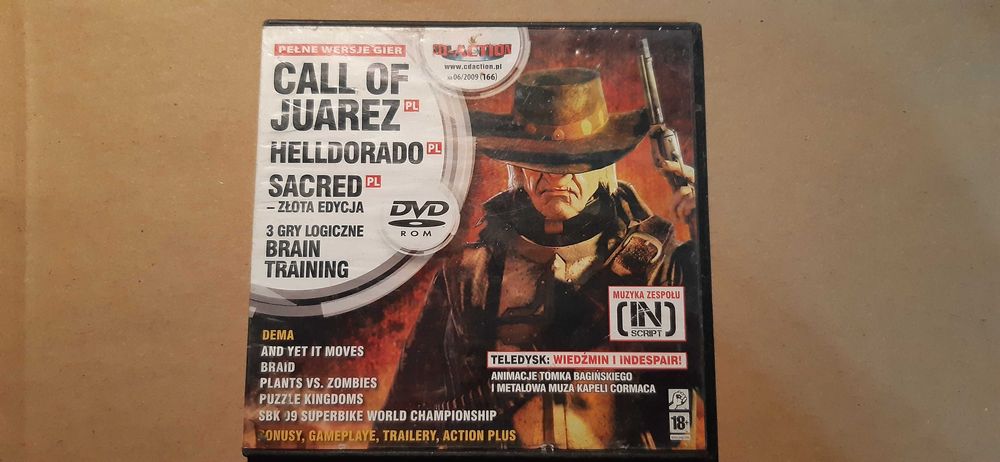 PEŁNE WERSJE GIER
CD-ACTION
www.cdaction.pl
nr 06/2009 (166)
CALL OF
JUAREZ PL
HELLDORADO PL
SACRED PL
– ZŁOTA EDYCJA
3 GRY LOGICZNE
BRAIN
TRAINING
DVD
ROM
MUZYKA ZESPOŁU
(IN)
SCRIPT
DEMA
AND YET IT MOVES
BRAID
PLANTS VS. ZOMBIES
PUZZLE KINGDOMS
SBK 09 SUPERBIKE WORLD CHAMPIONSHIP
BONUSY, GAMEPLAYE, TRAILERY, ACTION PLUS
TELEDYSK: WIEDŹMIN I INDESPAIR!
ANIMACJE TOMKA BAGIŃSKIEGO
I METALOWA MUZA KAPELI CORMACA
18+